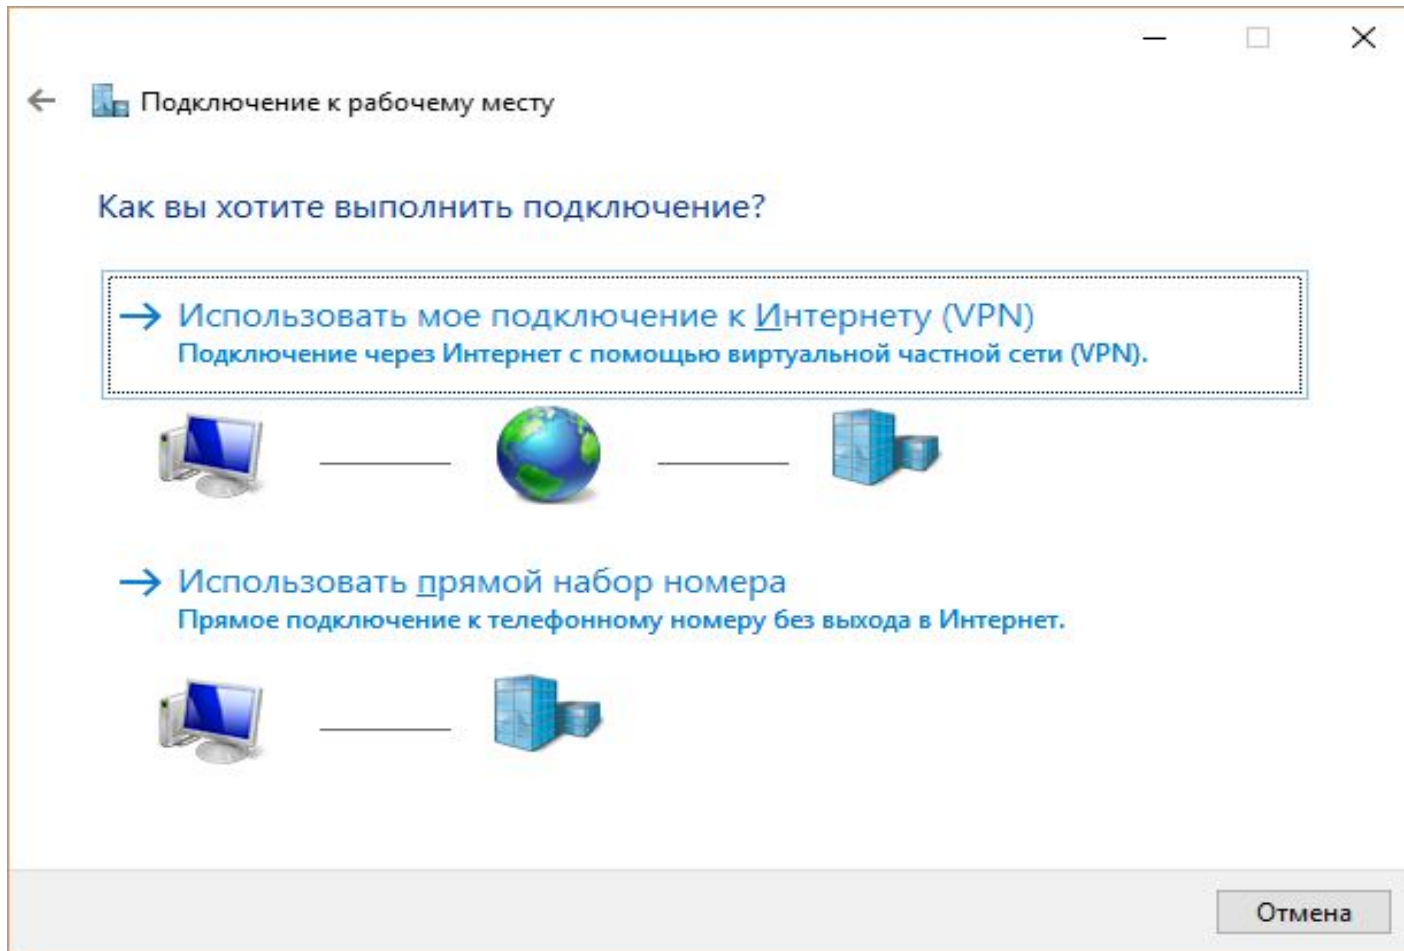 Подключение к рабочему месту
Как вы хотите выполнить подключение?
Использовать мое подключение к Интернету (VPN)
Подключение через Интернет с помощью виртуальной частной сети (VPN).
Использовать прямой набор номера
Прямое подключение к телефонному номеру без выхода в Интернет.
Отмена